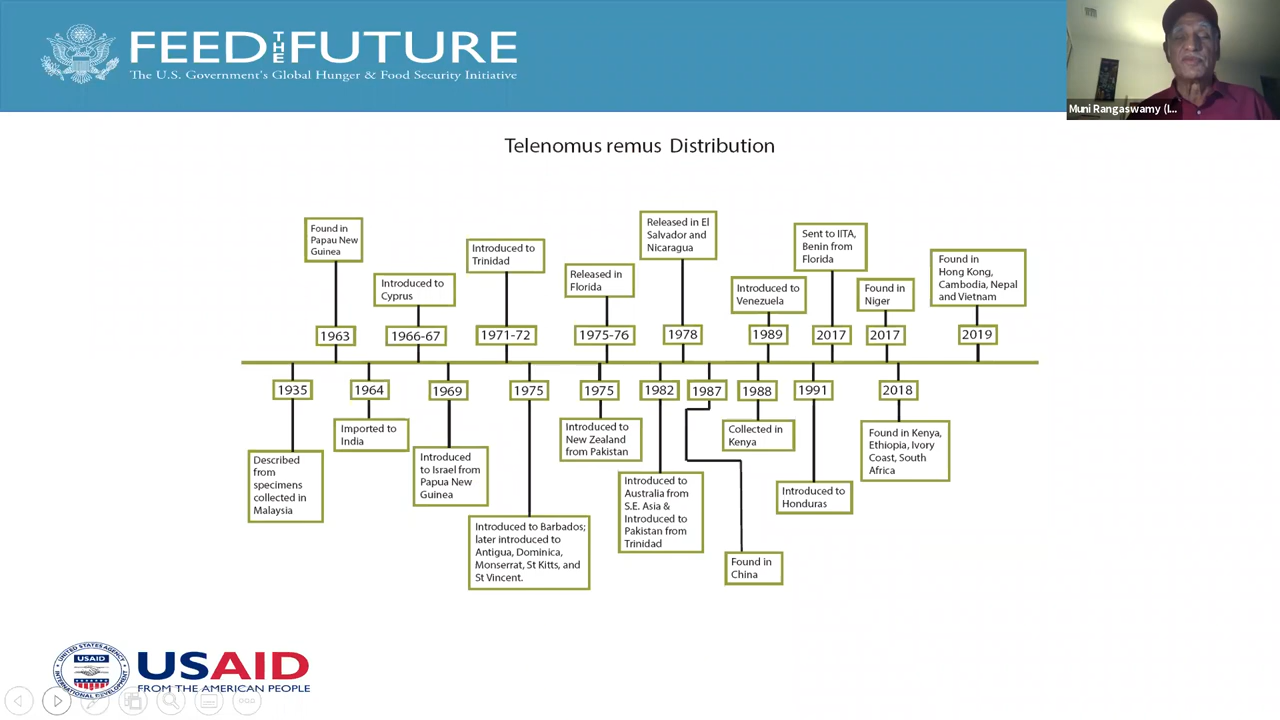 FEED THE FUTURE
The U.S. Government's Global Hunger & Food Security Initiative
Muni Rangaswamy (I...
Telenomus remus Distribution
Found in
Papau New
Guinea
Introduced to
Cyprus
Introduced to
Trinidad
Released in
Florida
Released in El
Salvador and
Nicaragua
Introduced to
Venezuela
Sent to IITA,
Benin from
Florida
Found in
Niger
Found in
Hong Kong,
Cambodia, Nepal
and Vietnam
1963
1966-67
1971-72
1975-76
1978
1989
2017
2017
2019
1935
1964
1969
1975
1975
1982
1987
1988
1991
2018
Described
from
specimens
collected in
Malaysia
Imported to
India
Introduced
to Israel from
Papua New
Guinea
Introduced to Barbados;
later introduced to
Antigua, Dominica,
Monserrat, St Kitts, and
St Vincent.
Introduced to
New Zealand
from Pakistan
Introduced to
Australia from
S.E. Asia &
Introduced to
Pakistan from
Trinidad
Found in
China
Collected in
Kenya
Introduced to
Honduras
Found in Kenya,
Ethiopia, Ivory
Coast, South
Africa
UNITED STATES AGENCY
USAID
INTERNATIONAL DEVELOPMENT
USAID
FROM THE AMERICAN PEOPLE